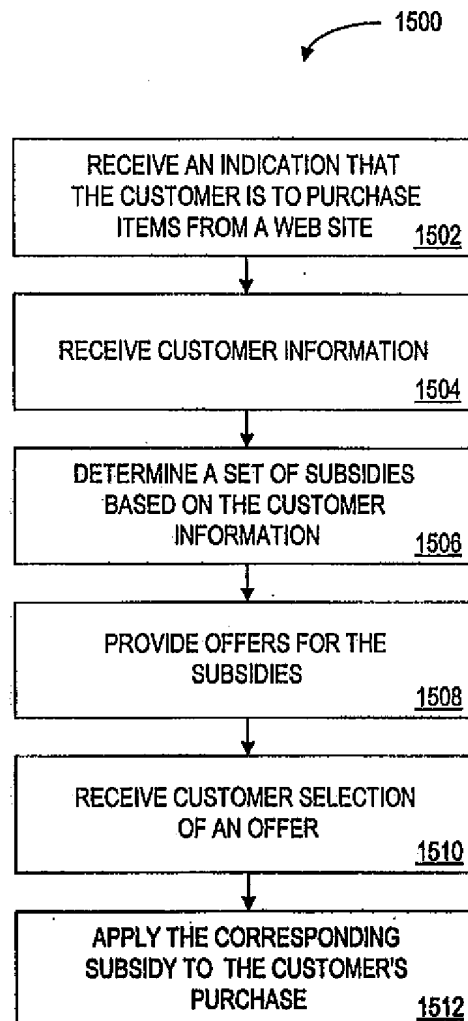 1500
RECEIVE AN INDICATION THAT
THE CUSTOMER IS TO PURCHASE
ITEMS FROM A WEB SITE
1502
RECEIVE CUSTOMER INFORMATION
1504
DETERMINE A SET OF SUBSIDIES
BASED ON THE CUSTOMER
INFORMATION
1506
PROVIDE OFFERS FOR THE
SUBSIDIES
1508
RECEIVE CUSTOMER SELECTION
OF AN OFFER
1510
APPLY THE CORRESPONDING
SUBSIDY TO THE CUSTOMER'S
PURCHASE
1512